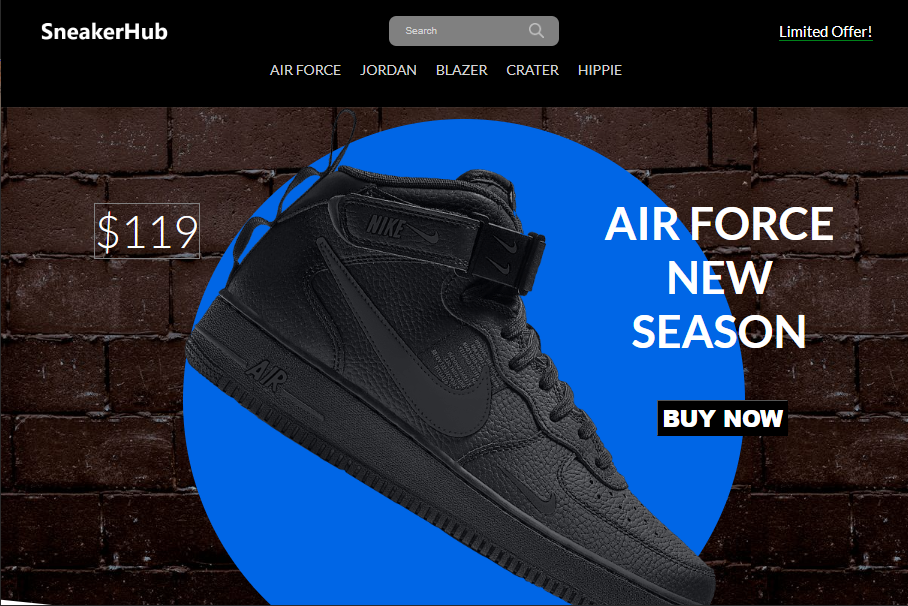 SneakerHub
Search
Limited Offer!
AIR FORCE JORDAN BLAZER CRATER HIPPIE
$119
NIKE
AIR FORCE
NEW
SEASON
AIR
BUY NOW